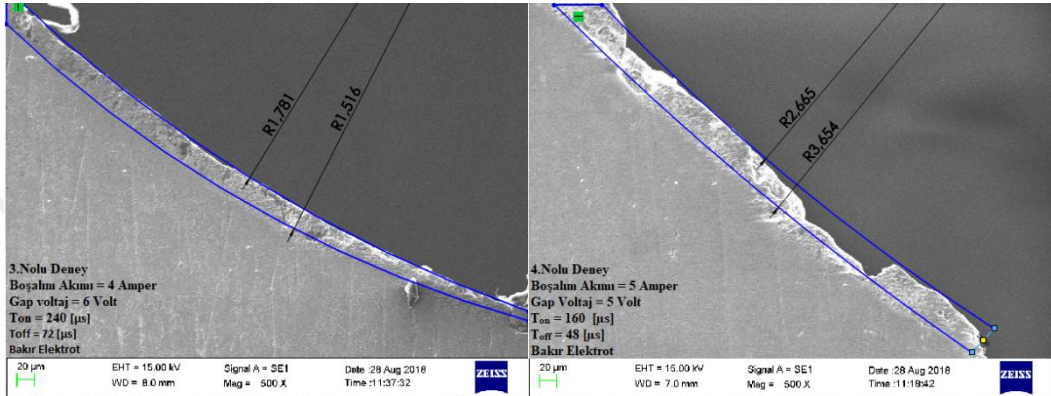 R1,781
R1,516
3.Nolu Deney
Boşalım Akımı = 4 Amper
Gap voltaj = 6 Volt
Ton = 240 [µs]
Toff = 72 [µs]
Bakır Elektrot
20 µm
EHT = 15.00 kV
WD = 8.0 mm
Signal A = SE1
Mag = 500 X
Date :28 Aug 2018
Time :11:37:32
ZEISS
R2,665
R3,654
4.Nolu Deney
Boşalım Akımı = 5 Amper
Gap Voltaj = 5 Volt
Ton = 160 [µs]
Toff = 48 [µs]
Bakır Elektrot
20 µm
EHT = 15.00 kV
WD = 7.0 mm
Signal A = SE1
Mag = 500 X
Date :28 Aug 2018
Time :11:18:42
ZEISS